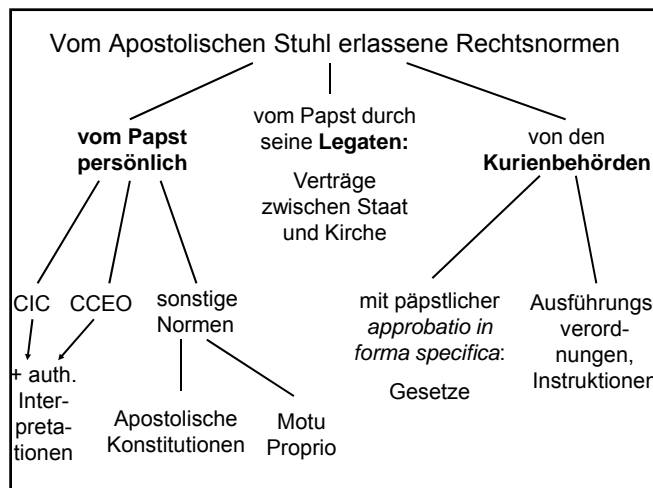 Vom Apostolischen Stuhl erlassene Rechtsnormen
vom Papst
persönlich
vom Papst durch
seine Legaten:
Verträge
zwischen Staat
und Kirche
von den
Kurienbehörden
CIC
CCEO
sonstige
Normen
+ auth.
Inter-
preta-
tionen
Apostolische
Konstitutionen
Motu
Proprio
mit päpstlicher
approbatio in
forma specifica:
Gesetze
Ausführungs
verord-
nungen,
Instruktionen